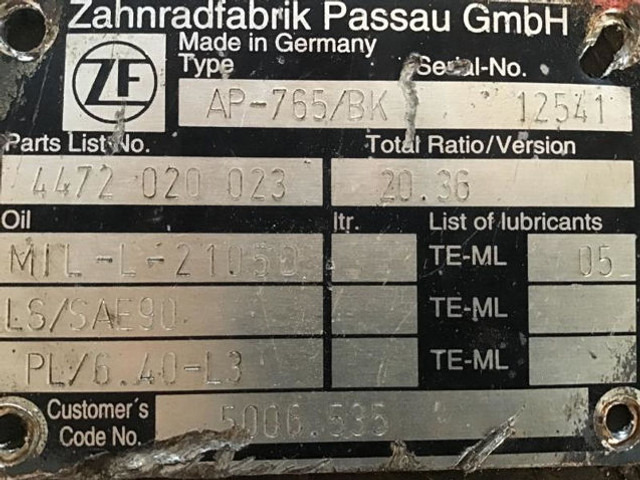 Zahnradfabrik Passau GmbH
ZF
Made in Germany
Type Serial-No.
AP-765/BK 12541
Parts List No. Total Ratio/Version
4472 020 023 20.36
Oil ltr. List of lubricants
MIL-L-2105D TE-ML 05
LS/SAE90 TE-ML
PL/6.40-L3 TE-ML
Customer's
Code No. 5006.535